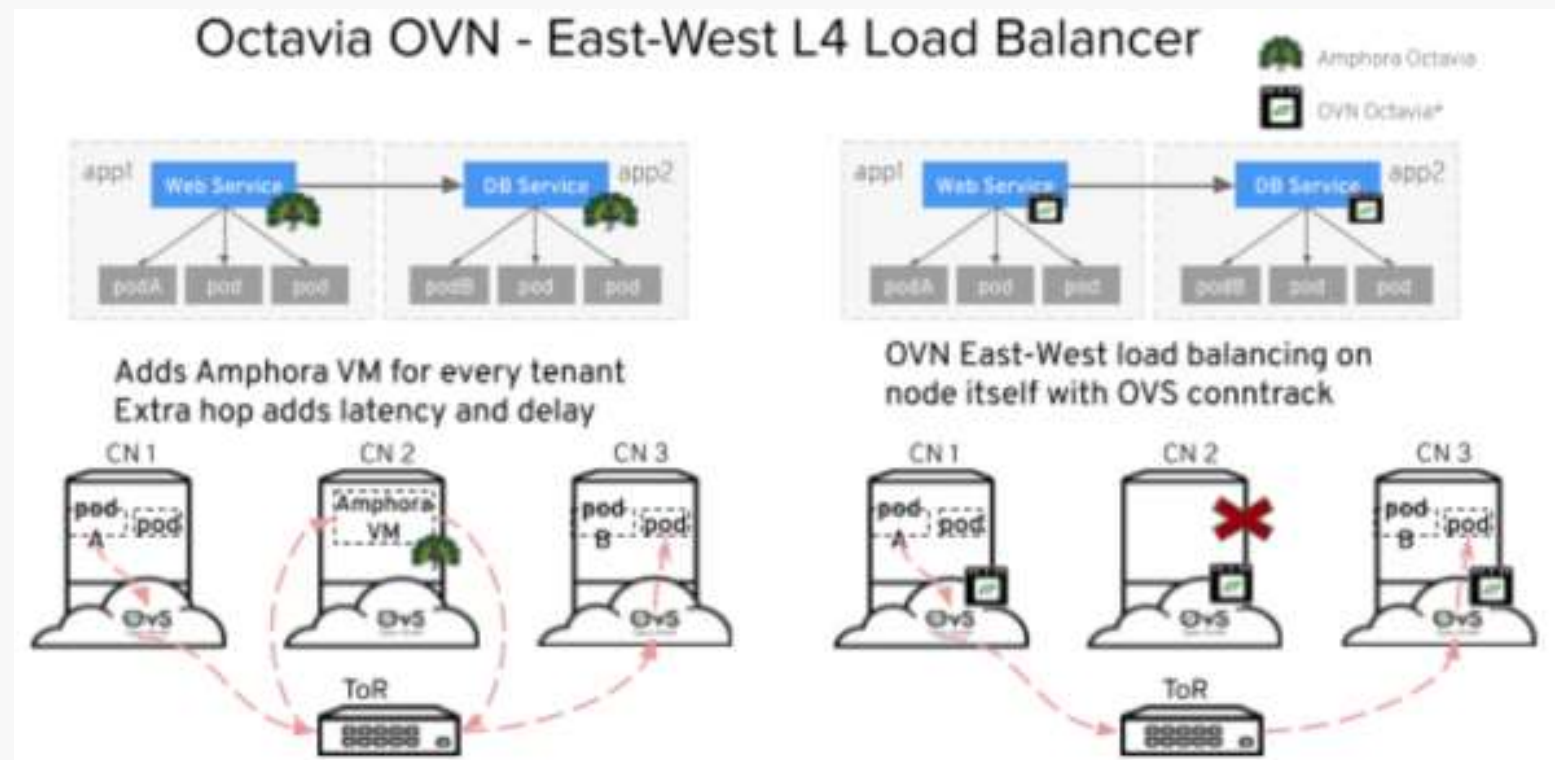 Octavia OVN - East-West L4 Load Balancer
Amphora Octavia
OVN Octavia*
app1
Web Service
DB Service
app2
podA
pod
pod
podB
pod
pod
app1
Web Service
DB Service
app2
podA
pod
pod
podB
pod
pod
Adds Amphora VM for every tenant
Extra hop adds latency and delay
OVN East-West load balancing on
node itself with OVS conntrack
CN 1
CN 2
CN 3
pod
A
pod
Amphora
VM
pod
B
pod
OvS
OvS
OvS
ToR
CN 1
CN 2
CN 3
pod
A
pod
pod
B
pod
OvS
OvS
OvS
ToR